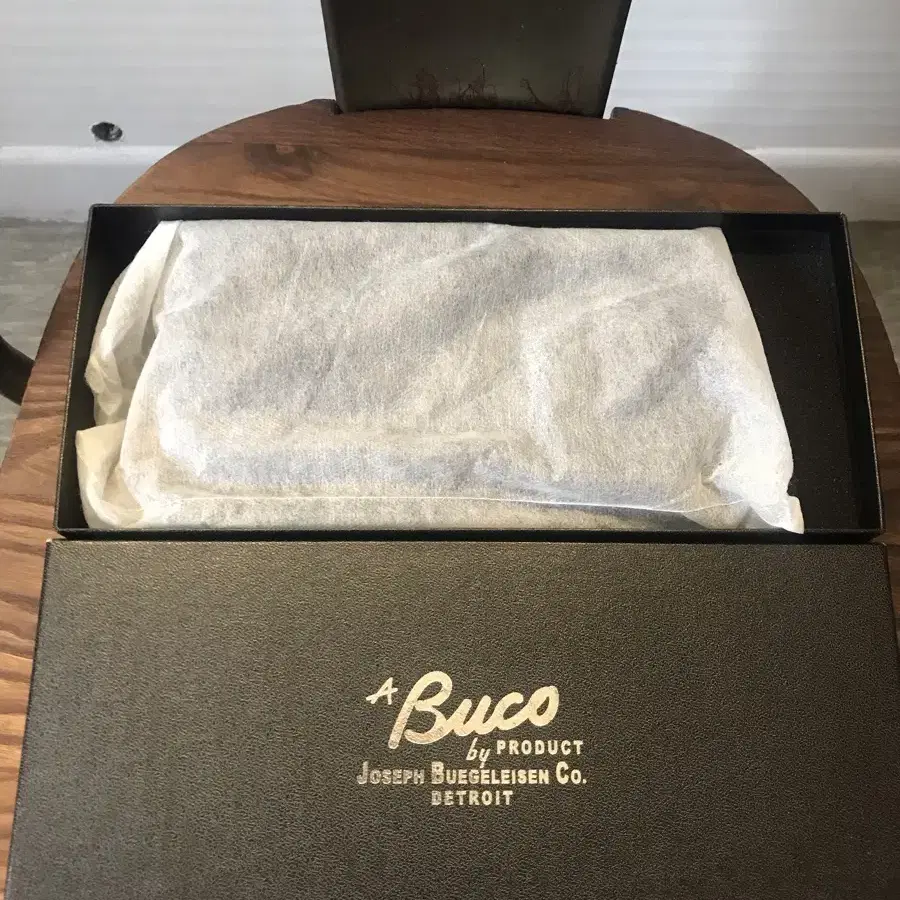 A Buco
by PRODUCT
JOSEPH BUEGELEISEN CO.
DETROIT